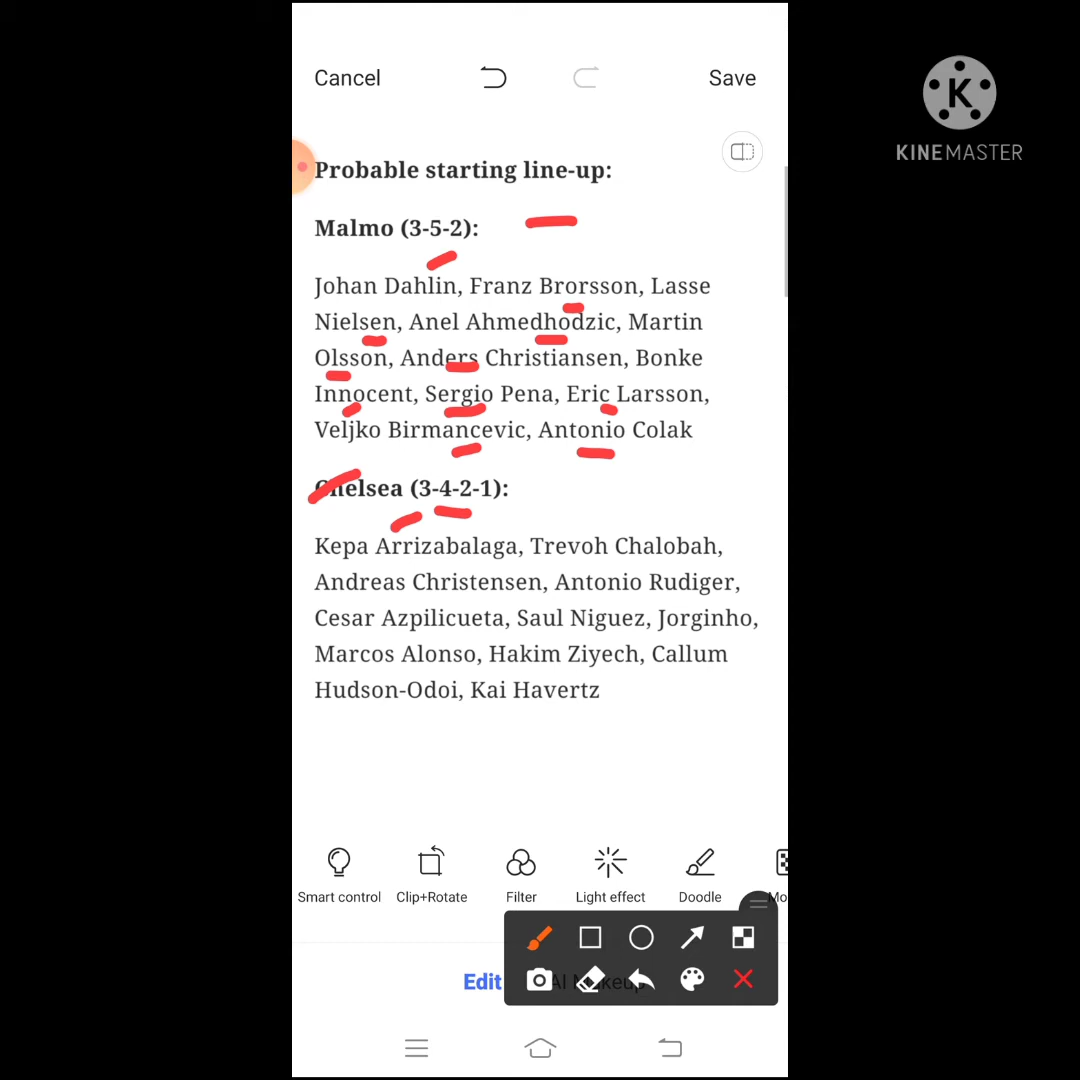 Cancel
Save
K
KINEMASTER
Probable starting line-up:
Malmo (3-5-2):
Johan Dahlin, Franz Brorsson, Lasse
Nielsen, Anel Ahmedhodzic, Martin
Olsson, Anders Christiansen, Bonke
Innocent, Sergio Pena, Eric Larsson,
Veljko Birmancevic, Antonio Colak
Chelsea (3-4-2-1):
Kepa Arrizabalaga, Trevoh Chalobah,
Andreas Christensen, Antonio Rudiger,
Cesar Azpilicueta, Saul Niguez, Jorginho,
Marcos Alonso, Hakim Ziyech, Callum
Hudson-Odoi, Kai Havertz
Smart control
Clip+Rotate
Filter
Light effect
Doodle
Mo
Edit
AI Makeup